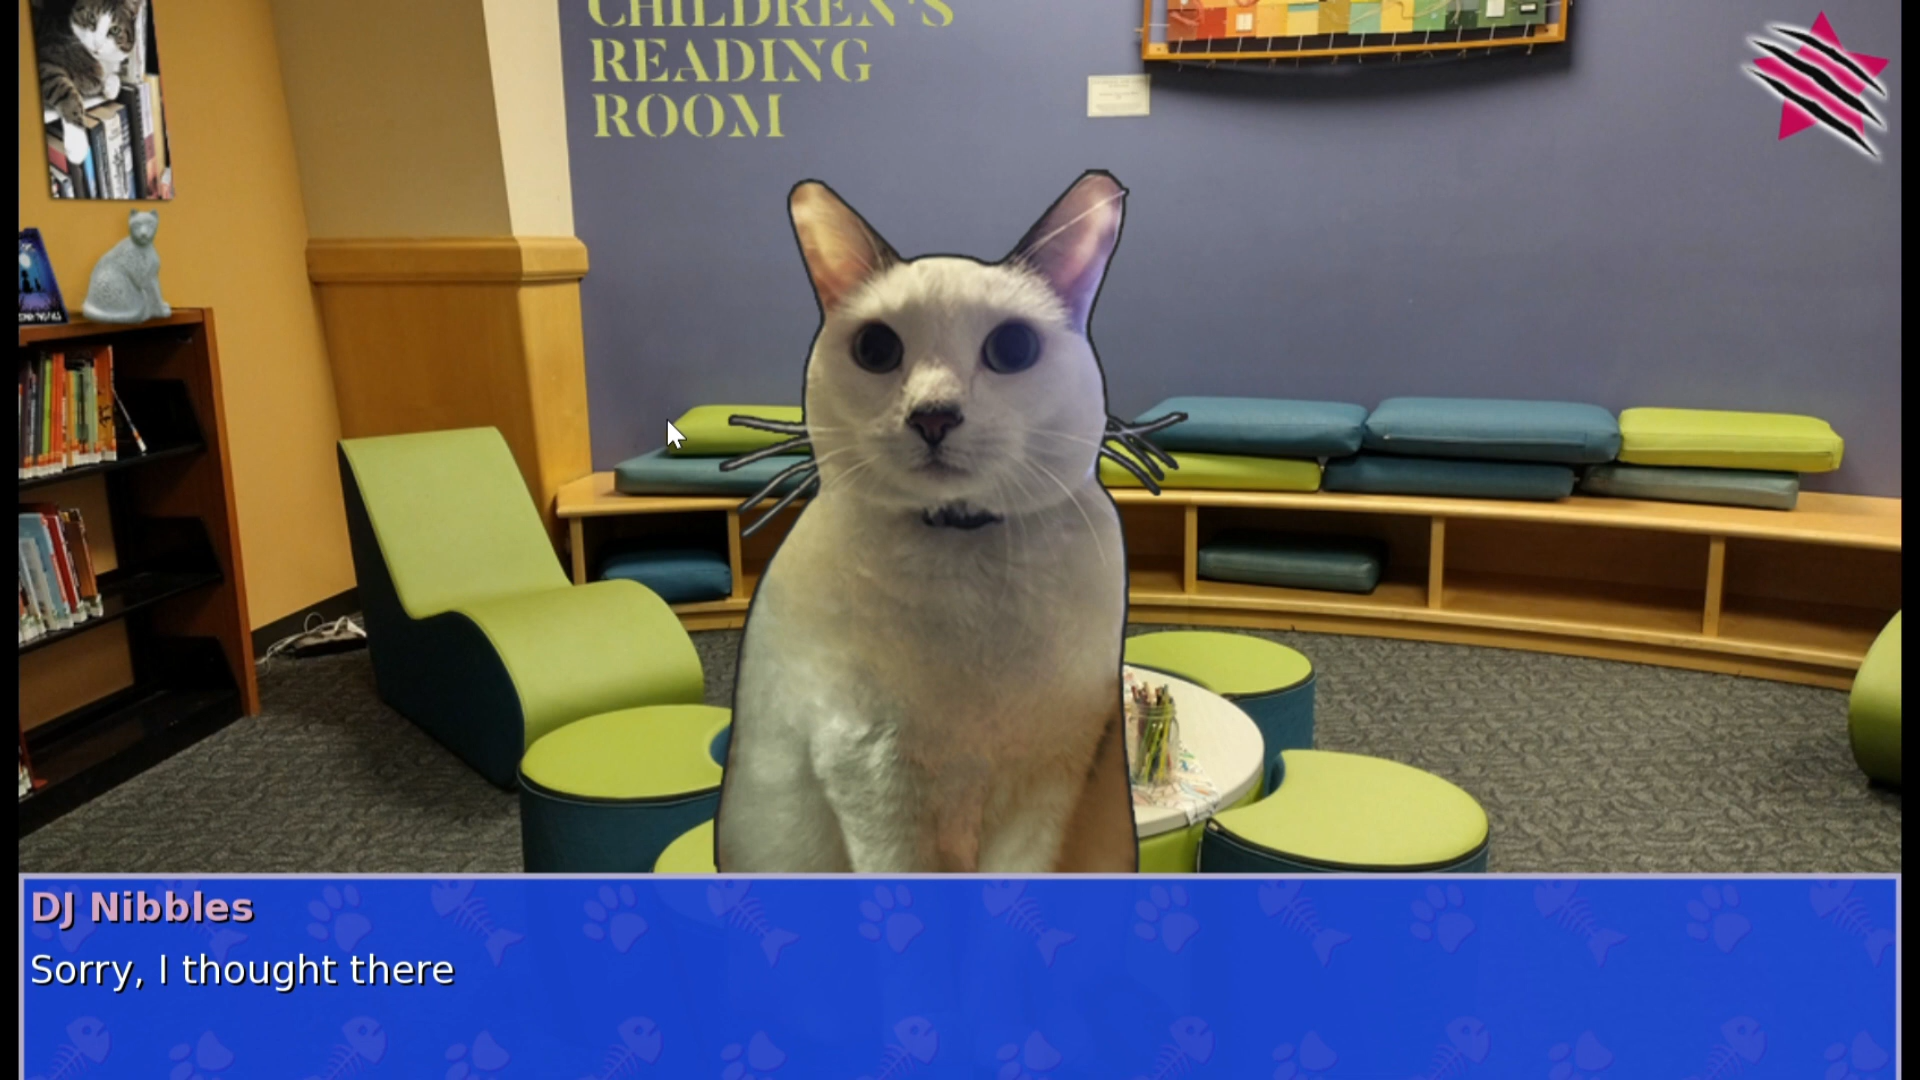 CHILDREN'S
READING
ROOM
DJ Nibbles
Sorry, I thought there